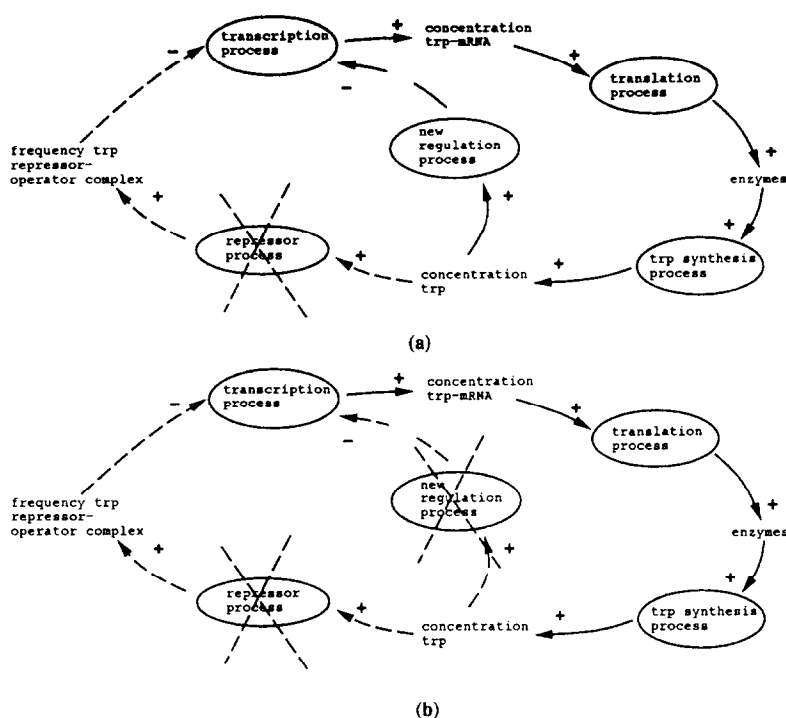 transcription
process
concentration
trp-mRNA
translation
process
new
regulation
process
frequency trp
repressor-
operator complex
enzymes
repressor
process
trp synthesis
process
concentration
trp
+
+
+
+
+
+
+
+
-
-
(a)
transcription
process
concentration
trp-mRNA
translation
process
new
regulation
process
frequency trp
repressor-
operator complex
enzymes
repressor
process
trp synthesis
process
concentration
trp
+
+
+
+
+
+
+
+
-
-
(b)